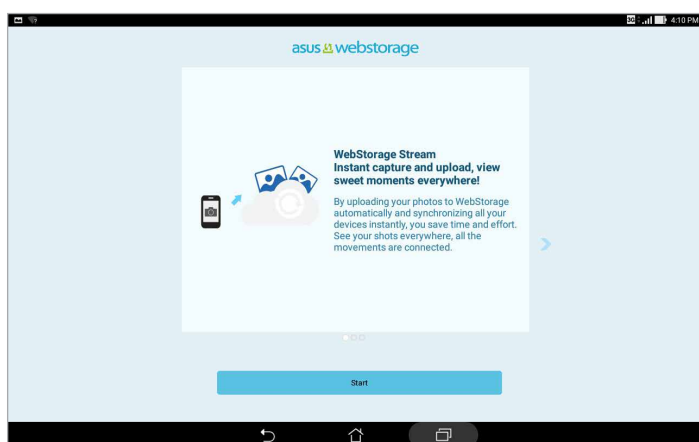 3G 4:10 PM
asus webstorage
WebStorage Stream
Instant capture and upload, view
sweet moments everywhere!
By uploading your photos to WebStorage
automatically and synchronizing all your
devices instantly, you save time and effort.
See your shots everywhere, all the
movements are connected.
Start